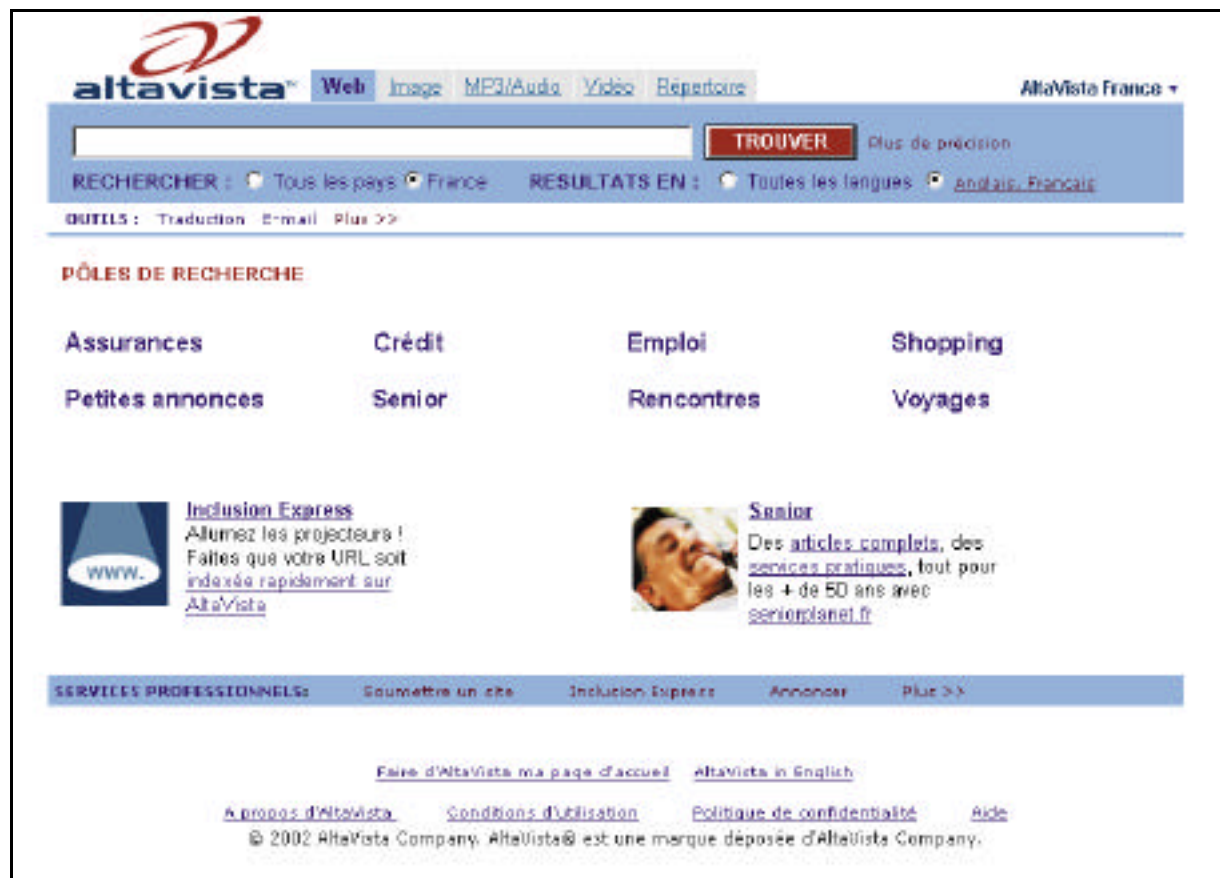 altavista™ Web Image MP3/Audio Vidéo Répertoire AltaVista France
TROUVER Plus de précision
RECHERCHER : Tous les pays France RESULTATS EN : Toutes les langues Anglais, Français
OUTILS : Traduction E-mail Plus >>
PÔLES DE RECHERCHE
Assurances Crédit Emploi Shopping
Petites annonces Senior Rencontres Voyages
www.
Inclusion Express
Allumez les projecteurs !
Faites que votre URL soit
indexée rapidement sur
AltaVista
Senior
Des articles complets, des
services pratiques, tout pour
les + de 50 ans avec
seniorplanet.fr
SERVICES PROFESSIONNELS: Soumettre un site Inclusion Express Annoncer Plus >>
Faire d'AltaVista ma page d'accueil AltaVista in English
A propos d'AltaVista Conditions d'utilisation Politique de confidentialité Aide
© 2002 AltaVista Company. AltaVista® est une marque déposée d'AltaVista Company.